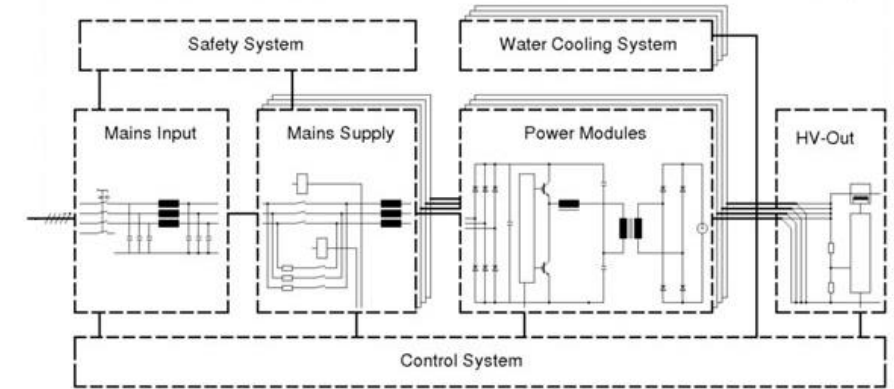 Safety System
Water Cooling System
Mains Input
Mains Supply
Power Modules
HV-Out
Control System